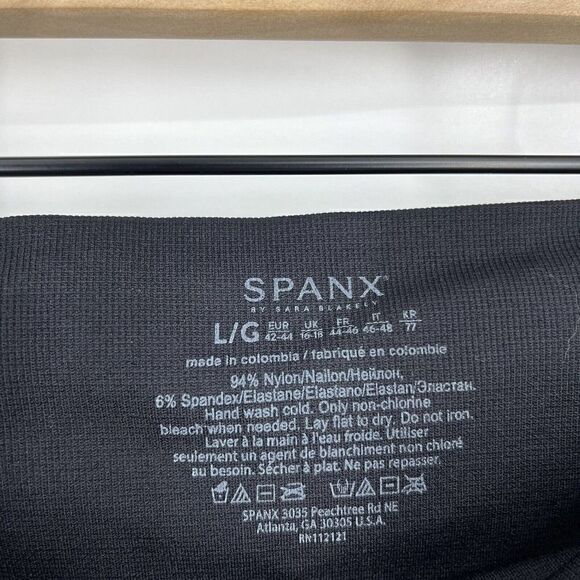 SPANX®
BY SARA BLAKELY
L/G EUR 42-44 UK 16-18 FR 44-46 IT 46-48 KR 77
made in colombia / fabriqué en colombie
94% Nylon/Nailon/Нейлон.
6% Spandex/Elastane/Elastano/Elastan/Эластан.
Hand wash cold. Only non-chlorine
bleach when needed. Lay flat to dry. Do not iron.
Laver à la main à l'eau froide. Utiliser
seulement un agent de blanchiment non chloré
au besoin. Sécher à plat. Ne pas repasser.
SPANX 3035 Peachtree Rd NE
Atlanta, GA 30305 U.S.A.
RN112121